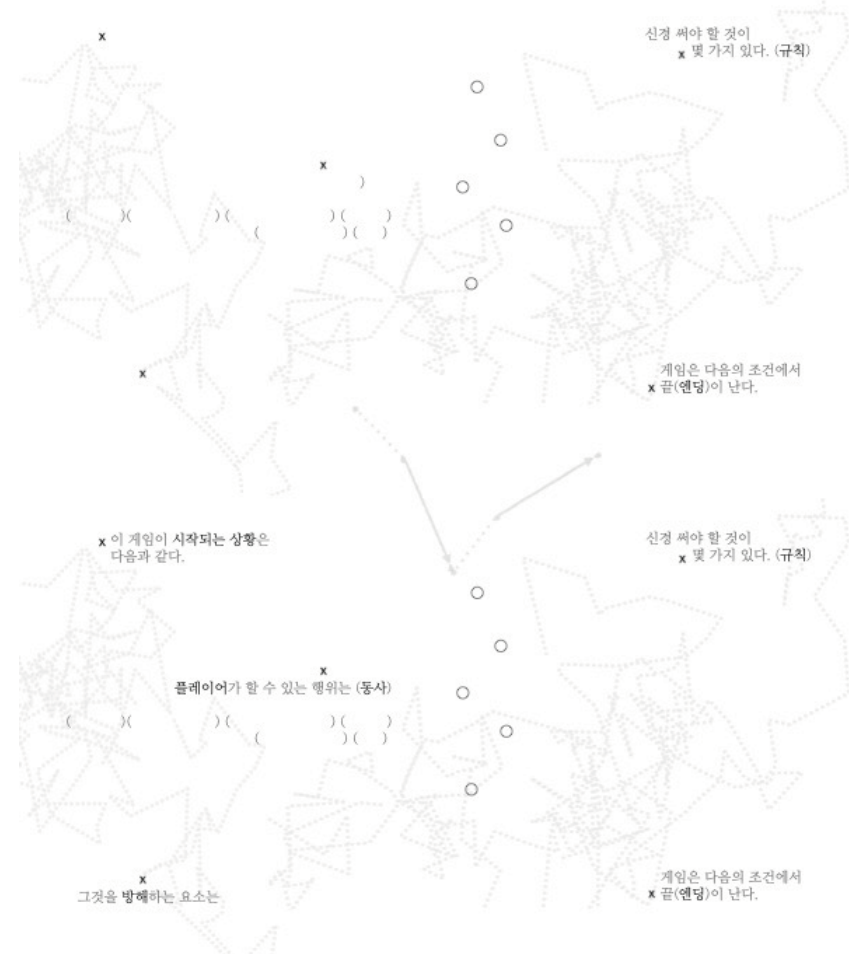 x
신경 써야 할 것이
x 몇 가지 있다. (규칙)
x
)
( )( ) ( ) ( )
( ) ( )
x
게임은 다음의 조건에서
x 끝(엔딩)이 난다.
x 이 게임이 시작되는 상황은
다음과 같다.
신경 써야 할 것이
x 몇 가지 있다. (규칙)
x
플레이어가 할 수 있는 행위는 (동사)
( )( ) ( ) ( )
( ) ( )
x
그것을 방해하는 요소는
게임은 다음의 조건에서
x 끝(엔딩)이 난다.